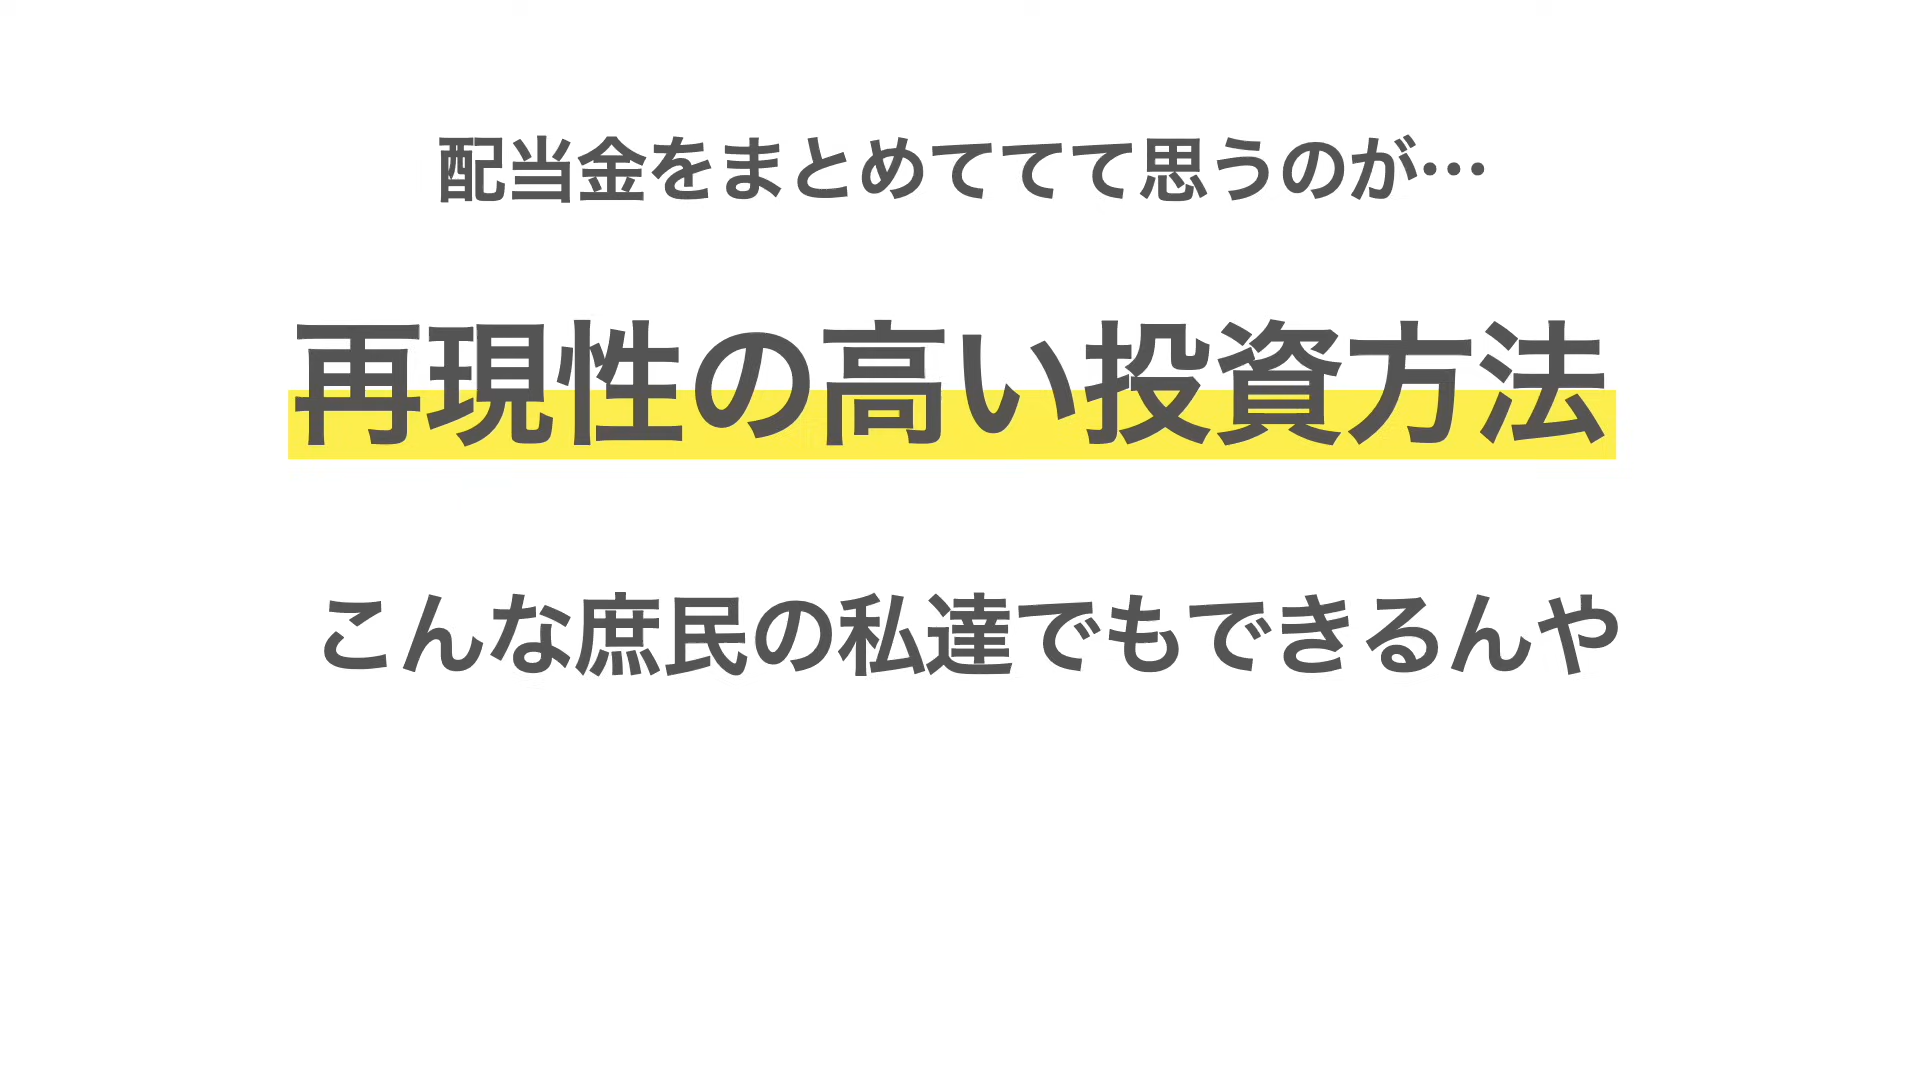 配当金をまとめててて思うのが…
再現性の高い投資方法
こんな庶民の私達でもできるんや